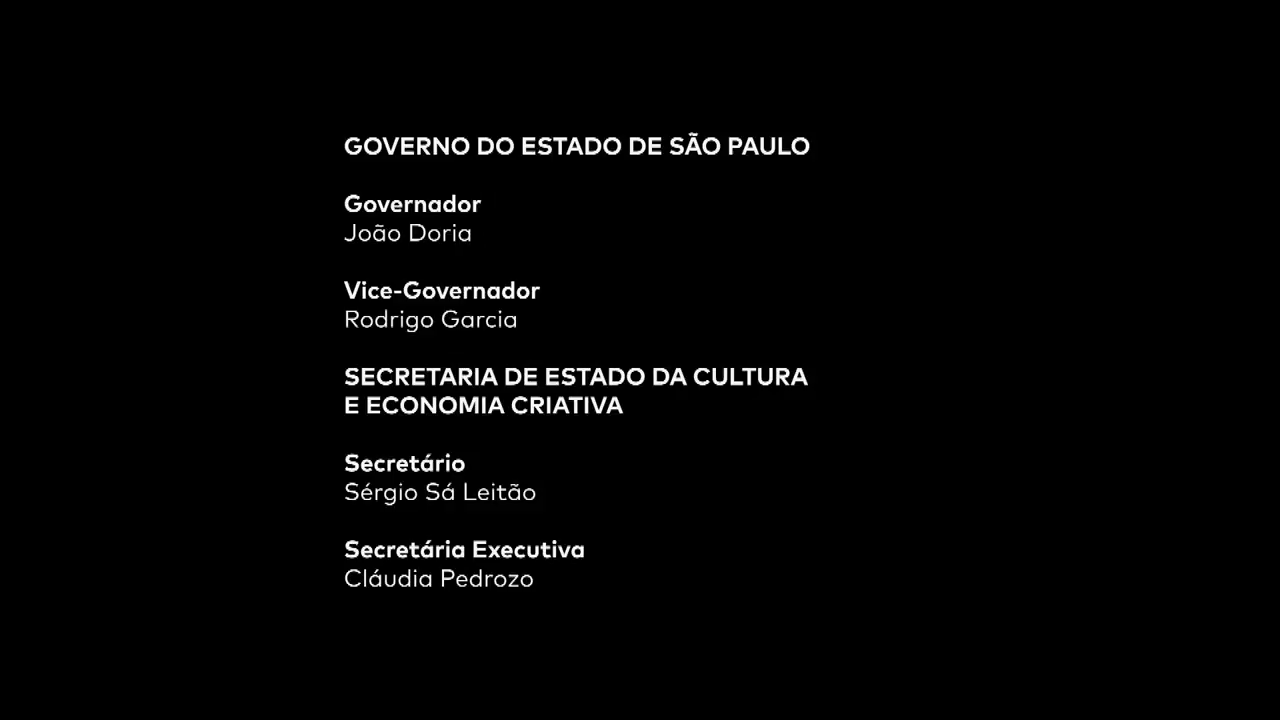 GOVERNO DO ESTADO DE SÃO PAULO
Governador
João Doria
Vice-Governador
Rodrigo Garcia
SECRETARIA DE ESTADO DA CULTURA
E ECONOMIA CRIATIVA
Secretário
Sérgio Sá Leitão
Secretária Executiva
Cláudia Pedrozo